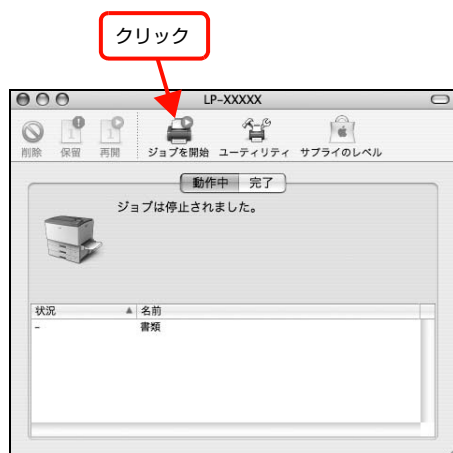 クリック
LP-XXXXX
削除 保留 再開 ジョブを開始 ユーティリティ サプライのレベル
動作中 完了
ジョブは停止されました。
状況 名前
– 書類